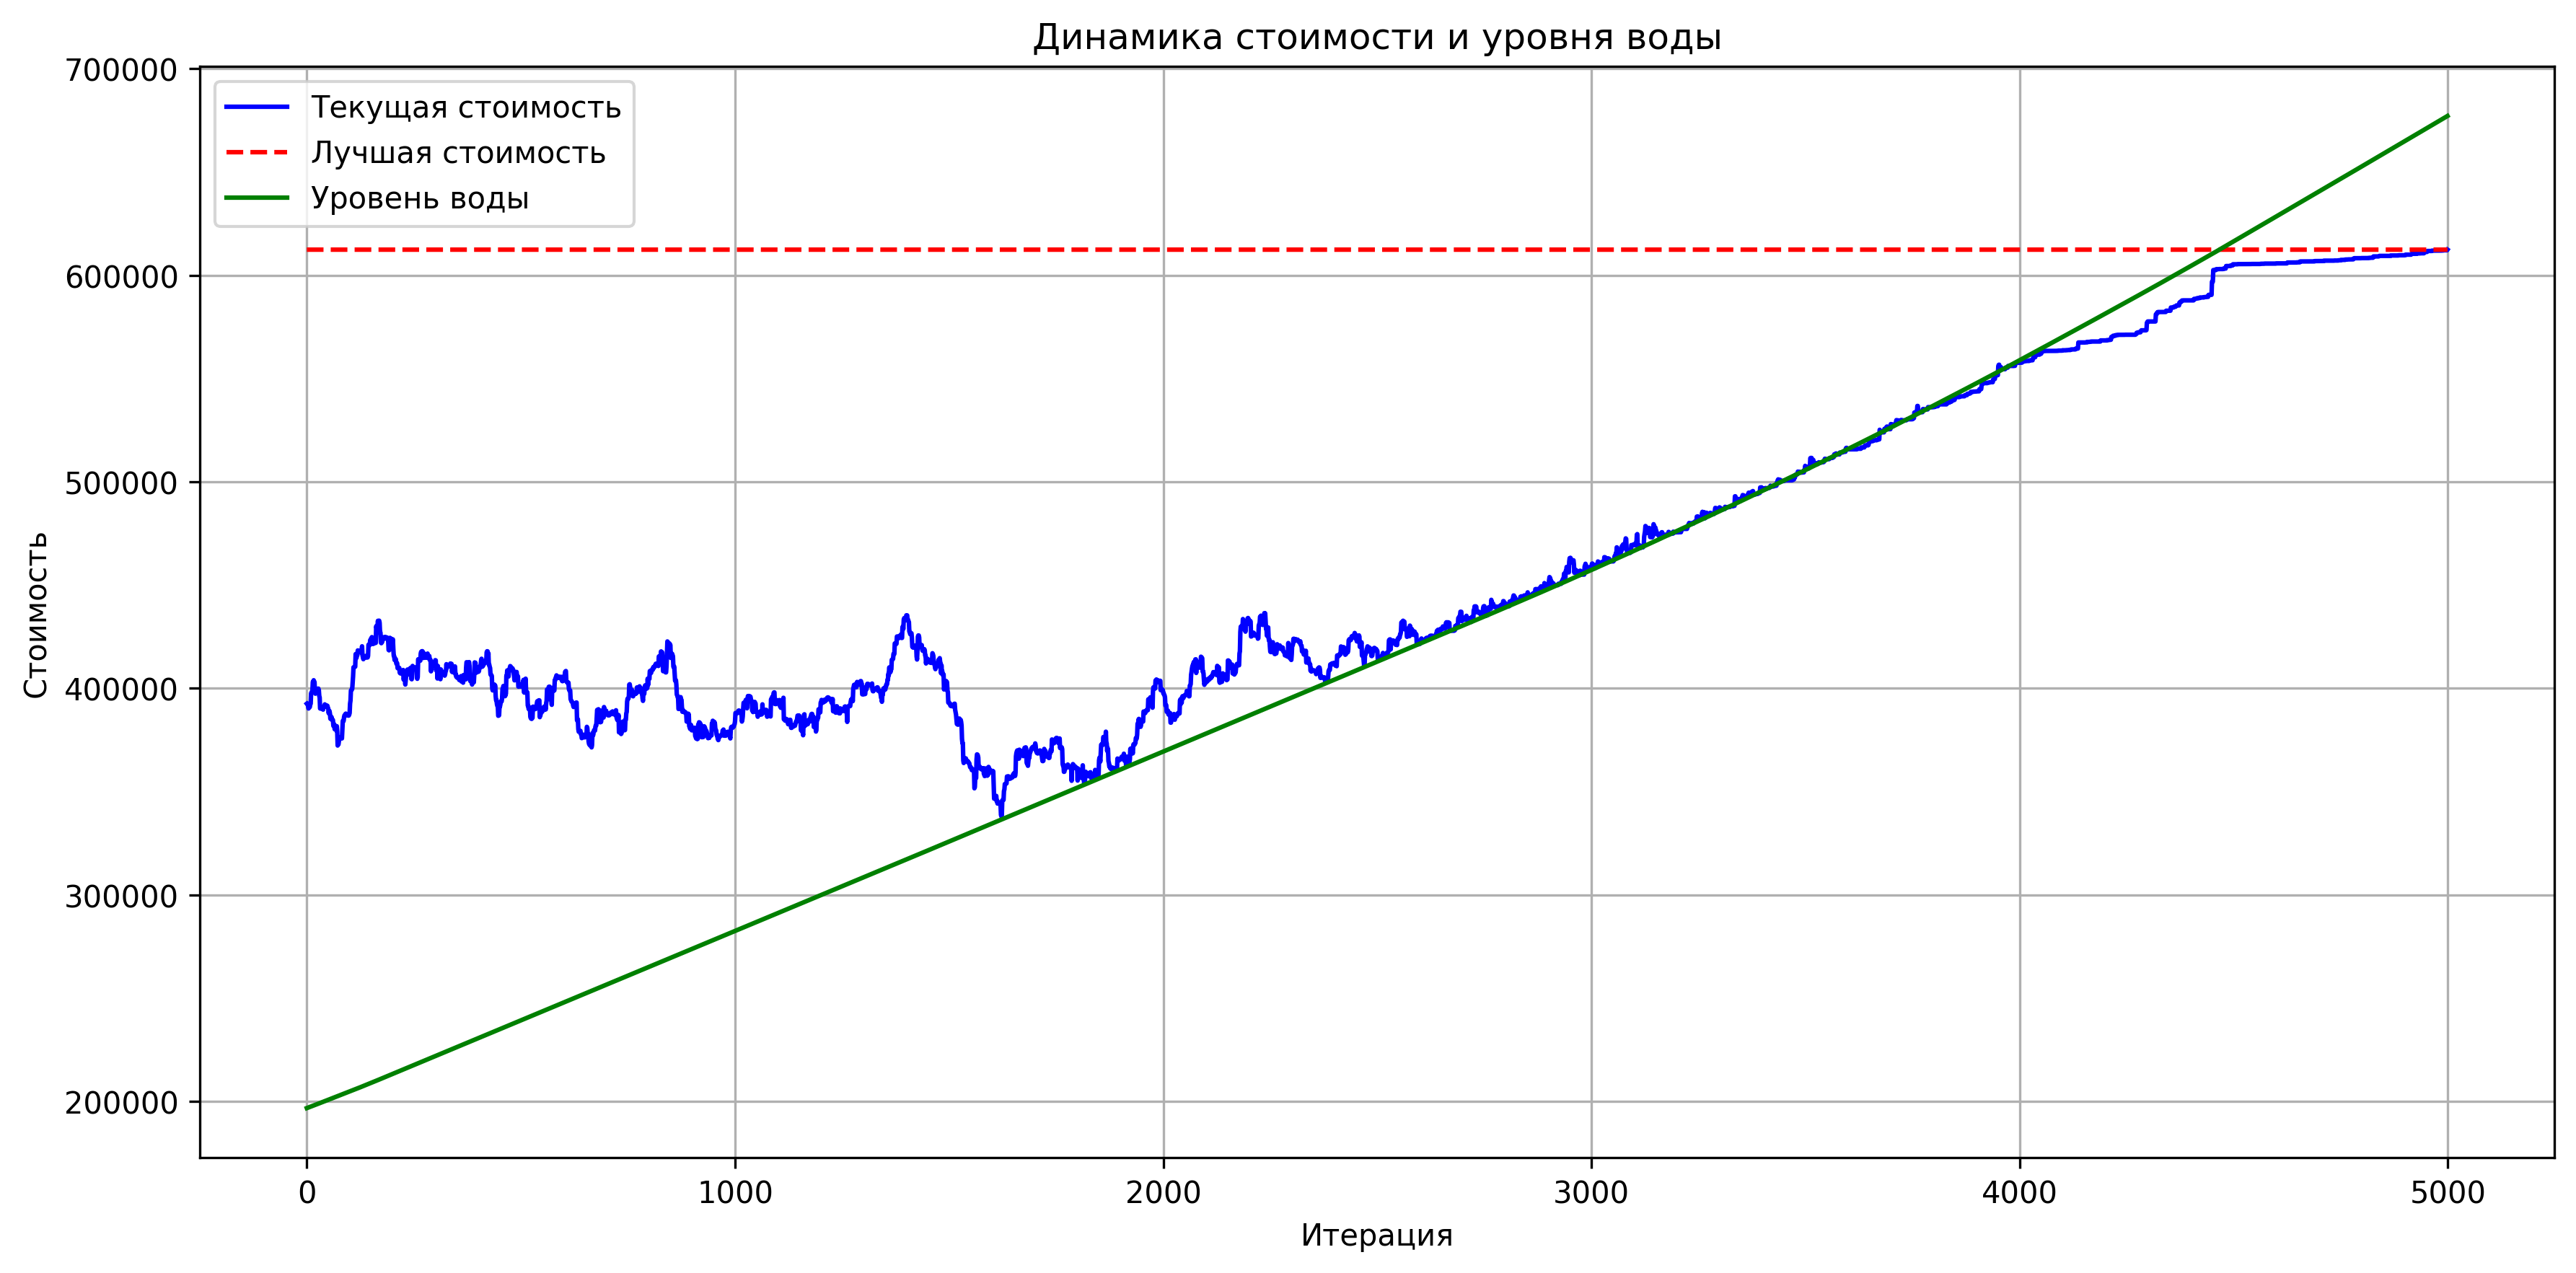 Динамика стоимости и уровня воды
700000
600000
500000
400000
300000
200000
Стоимость
Текущая стоимость
Лучшая стоимость
Уровень воды
0 1000 2000 3000 4000 5000
Итерация